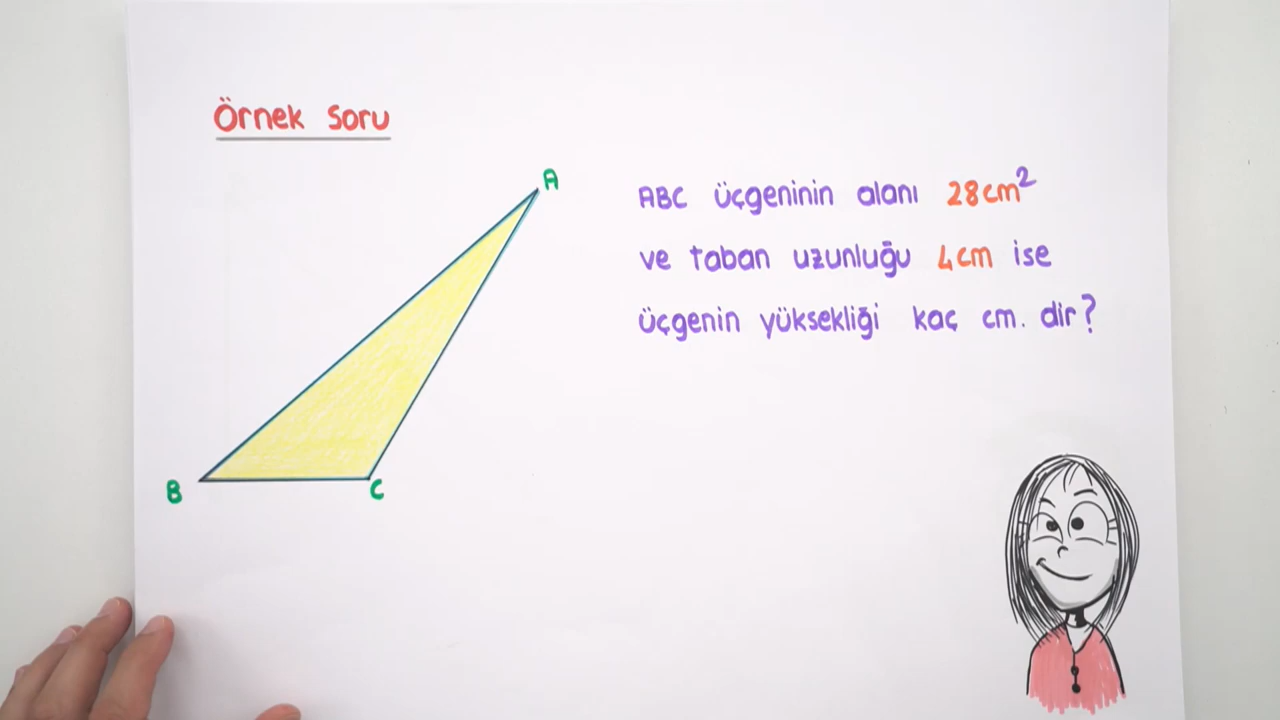 Örnek Soru
A
B
C
ABC üçgeninin alanı 28cm²
ve taban uzunluğu 4cm ise
üçgenin yüksekliği kaç cm. dir?